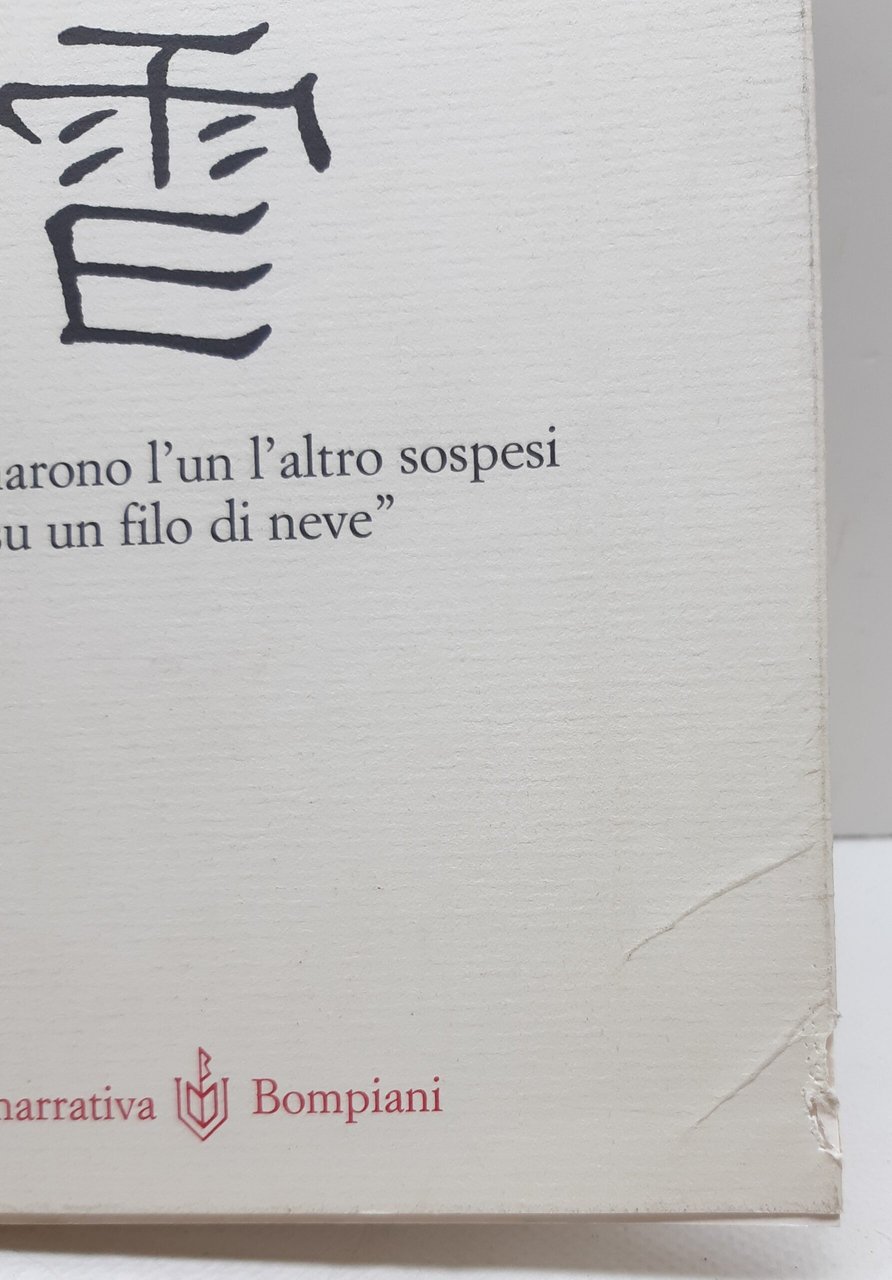 雪
arono l’un l’altro sospesi
su un filo di neve”
narrativa Bompiani